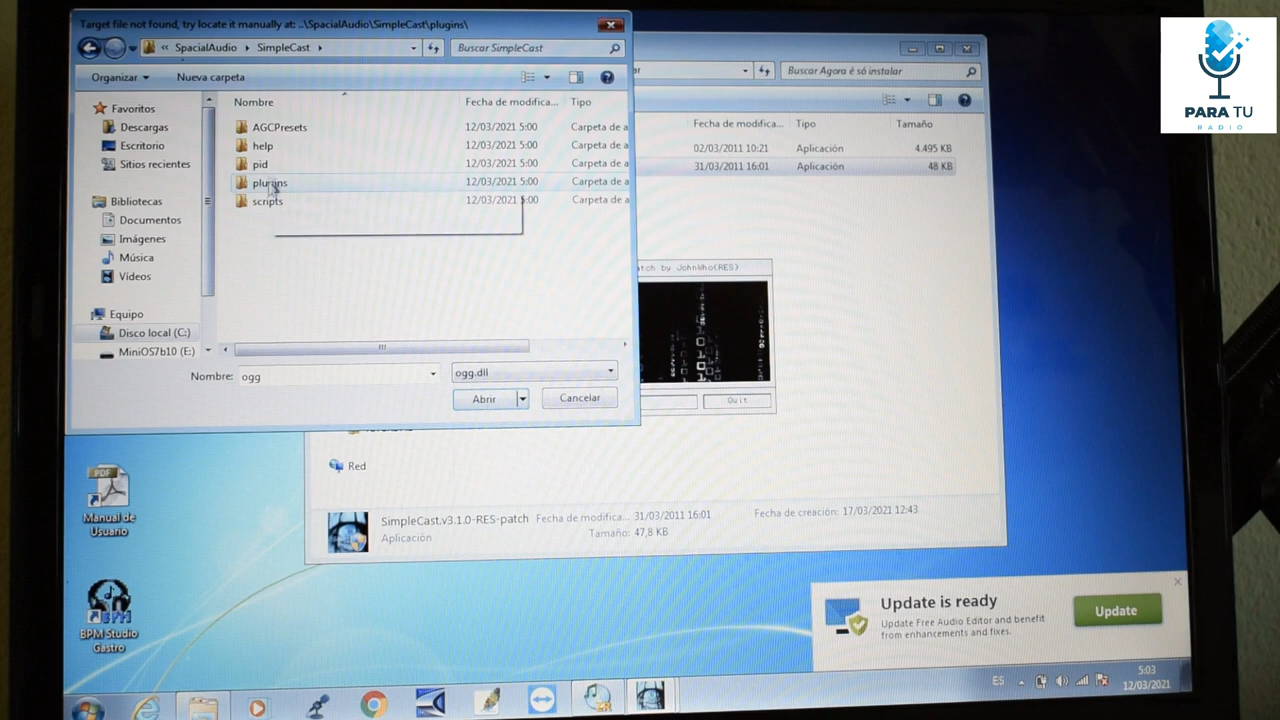 Target file not found, try locate it manually at: ..\SpacialAudio\SimpleCast\plugins\
« SpacialAudio SimpleCast
Buscar SimpleCast
Organizar
Nueva carpeta
Favoritos
Descargas
Escritorio
Sitios recientes
Bibliotecas
Documentos
Imágenes
Música
Vídeos
Equipo
Disco local (C:)
MiniOS7b10 (E:)
Nombre Fecha de modifica... Tipo
AGCPresets 12/03/2021 5:00 Carpeta de a
help 12/03/2021 5:00 Carpeta de a
pid 12/03/2021 5:00 Carpeta de a
plugins 12/03/2021 5:00 Carpeta de a
scripts 12/03/2021 5:00 Carpeta de a
Nombre: ogg
ogg.dll
Abrir
Cancelar
ar
Buscar Agora é só instalar
Fecha de modifica... Tipo Tamaño
02/03/2011 10:21 Aplicación 4.495 KB
31/03/2011 16:01 Aplicación 48 KB
atch by JohnWho(RES)
Quit
Red
SimpleCast.v3.1.0-RES-patch Fecha de modifica... 31/03/2011 16:01 Fecha de creación: 17/03/2021 12:43
Aplicación Tamaño: 47,8 KB
PDF
Manual de
Usuario
BPM
BPM Studio
Gastro
Update is ready
Update Free Audio Editor and benefit
from enhancements and fixes.
Update
ES
5:03
12/03/2021
PARA TU
RADIO